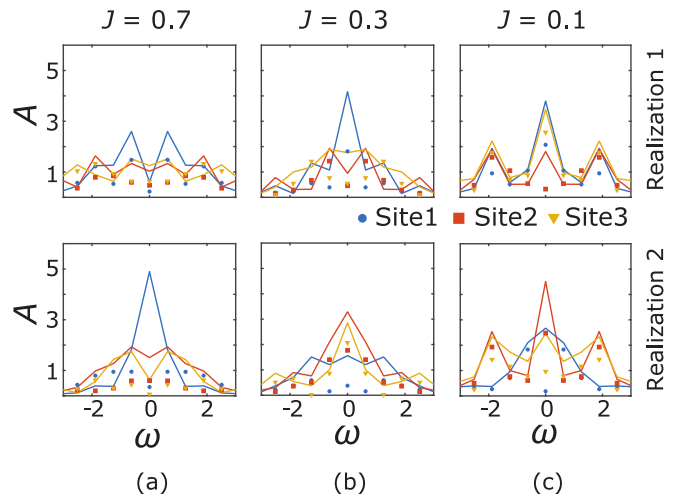 J = 0.7 J = 0.3 J = 0.1
5
3
1
A
Realization 1
Site1 Site2 Site3
5
3
1
A
Realization 2
-2 0 2 -2 0 2 -2 0 2
ω ω ω
(a) (b) (c)